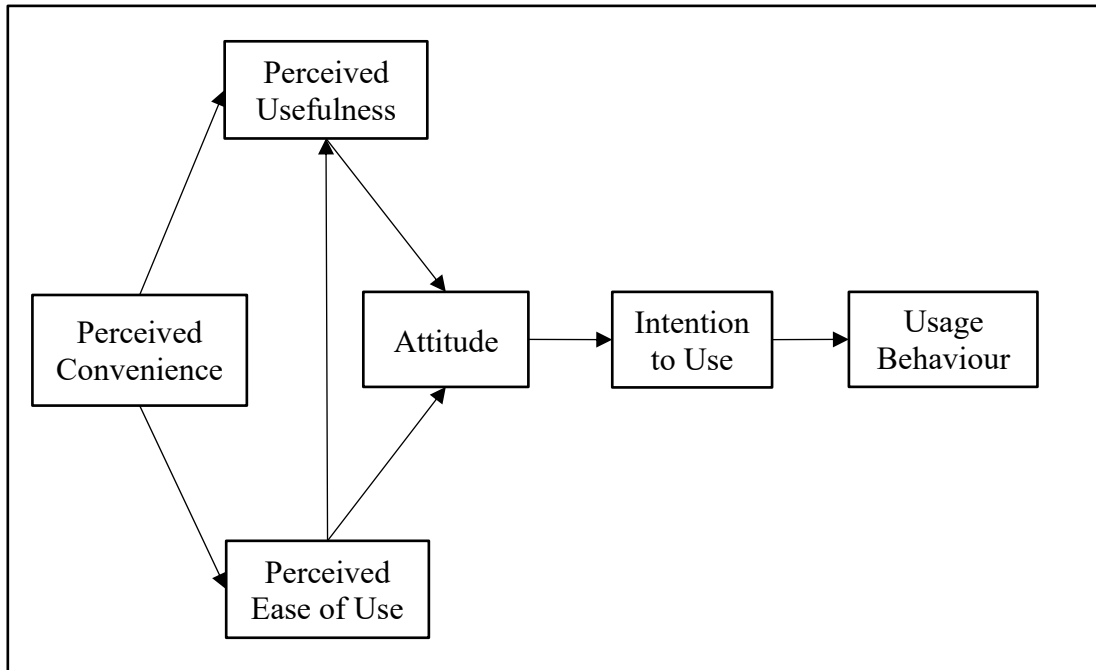 Perceived
Usefulness
Perceived
Convenience
Attitude
Intention
to Use
Usage
Behaviour
Perceived
Ease of Use